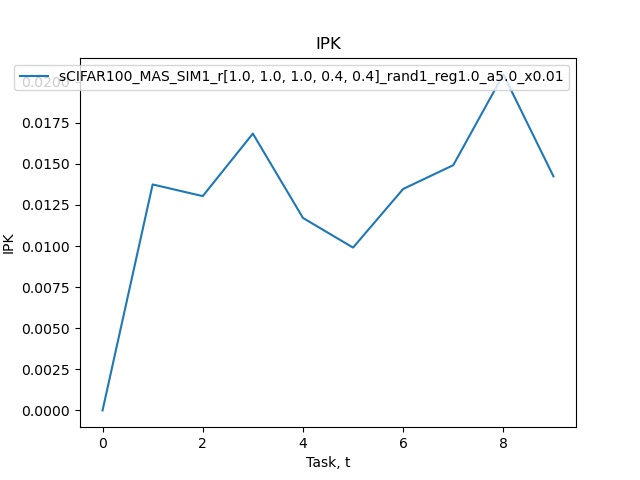 IPK
sCIFAR100_MAS_SIM1_r[1.0, 1.0, 1.0, 0.4, 0.4]_rand1_reg1.0_a5.0_x0.01
0.0200
0.0175
0.0150
0.0125
0.0100
0.0075
0.0050
0.0025
0.0000
IPK
0 2 4 6 8
Task, t